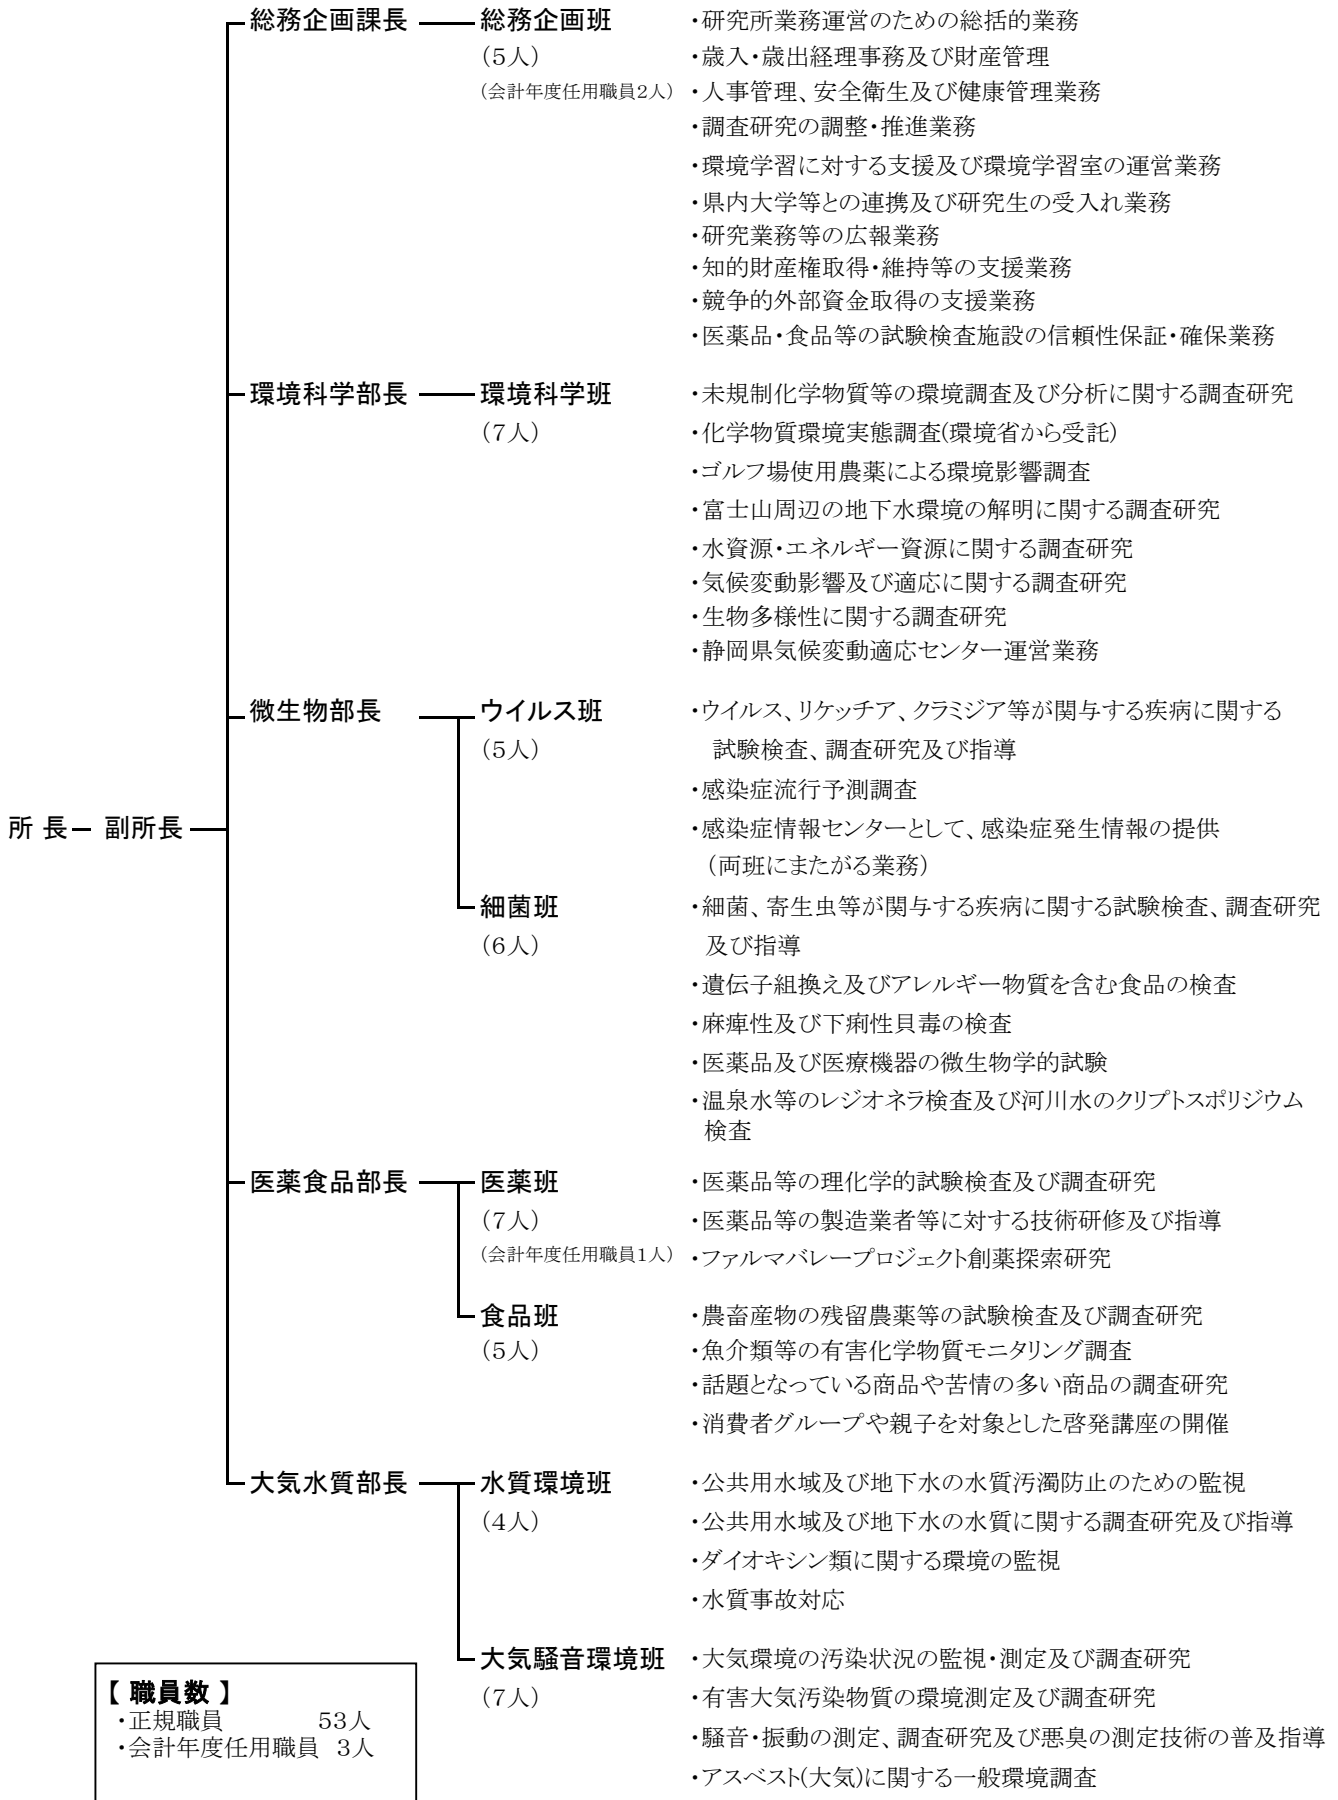 総務企画課長 総務企画班 ・研究所業務運営のための総括的業務
(5人) ・歳入・歳出経理事務及び財産管理
(会計年度任用職員2人) ・人事管理、安全衛生及び健康管理業務
・調査研究の調整・推進業務
・環境学習に対する支援及び環境学習室の運営業務
・県内大学等との連携及び研究生の受入れ業務
・研究業務等の広報業務
・知的財産権取得・維持等の支援業務
・競争的外部資金取得の支援業務
・医薬品・食品等の試験検査施設の信頼性保証・確保業務
環境科学部長 環境科学班 ・未規制化学物質等の環境調査及び分析に関する調査研究
(7人) ・化学物質環境実態調査(環境省から受託)
・ゴルフ場使用農薬による環境影響調査
・富士山周辺の地下水環境の解明に関する調査研究
・水資源・エネルギー資源に関する調査研究
・気候変動影響及び適応に関する調査研究
・生物多様性に関する調査研究
・静岡県気候変動適応センター運営業務
微生物部長 ウイルス班 ・ウイルス、リケッチア、クラミジア等が関与する疾病に関する
(5人) 試験検査、調査研究及び指導
・感染症流行予測調査
所 長 副所長 ・感染症情報センターとして、感染症発生情報の提供
(両班にまたがる業務)
細菌班 ・細菌、寄生虫等が関与する疾病に関する試験検査、調査研究
(6人) 及び指導
・遺伝子組換え及びアレルギー物質を含む食品の検査
・麻痺性及び下痢性貝毒の検査
・医薬品及び医療機器の微生物学的試験
・温泉水等のレジオネラ検査及び河川水のクリプトスポリジウム
検査
医薬食品部長 医薬班 ・医薬品等の理化学的試験検査及び調査研究
(7人) ・医薬品等の製造業者等に対する技術研修及び指導
(会計年度任用職員1人) ・ファルマバレープロジェクト創薬探索研究
食品班 ・農畜産物の残留農薬等の試験検査及び調査研究
(5人) ・魚介類等の有害化学物質モニタリング調査
・話題となっている商品や苦情の多い商品の調査研究
・消費者グループや親子を対象とした啓発講座の開催
大気水質部長 水質環境班 ・公共用水域及び地下水の水質汚濁防止のための監視
(4人) ・公共用水域及び地下水の水質に関する調査研究及び指導
・ダイオキシン類に関する環境の監視
・水質事故対応
大気騒音環境班 ・大気環境の汚染状況の監視・測定及び調査研究
(7人) ・有害大気汚染物質の環境測定及び調査研究
・騒音・振動の測定、調査研究及び悪臭の測定技術の普及指導
・アスベスト(大気)に関する一般環境調査
【 職員数 】
・正規職員 53人
・会計年度任用職員 3人